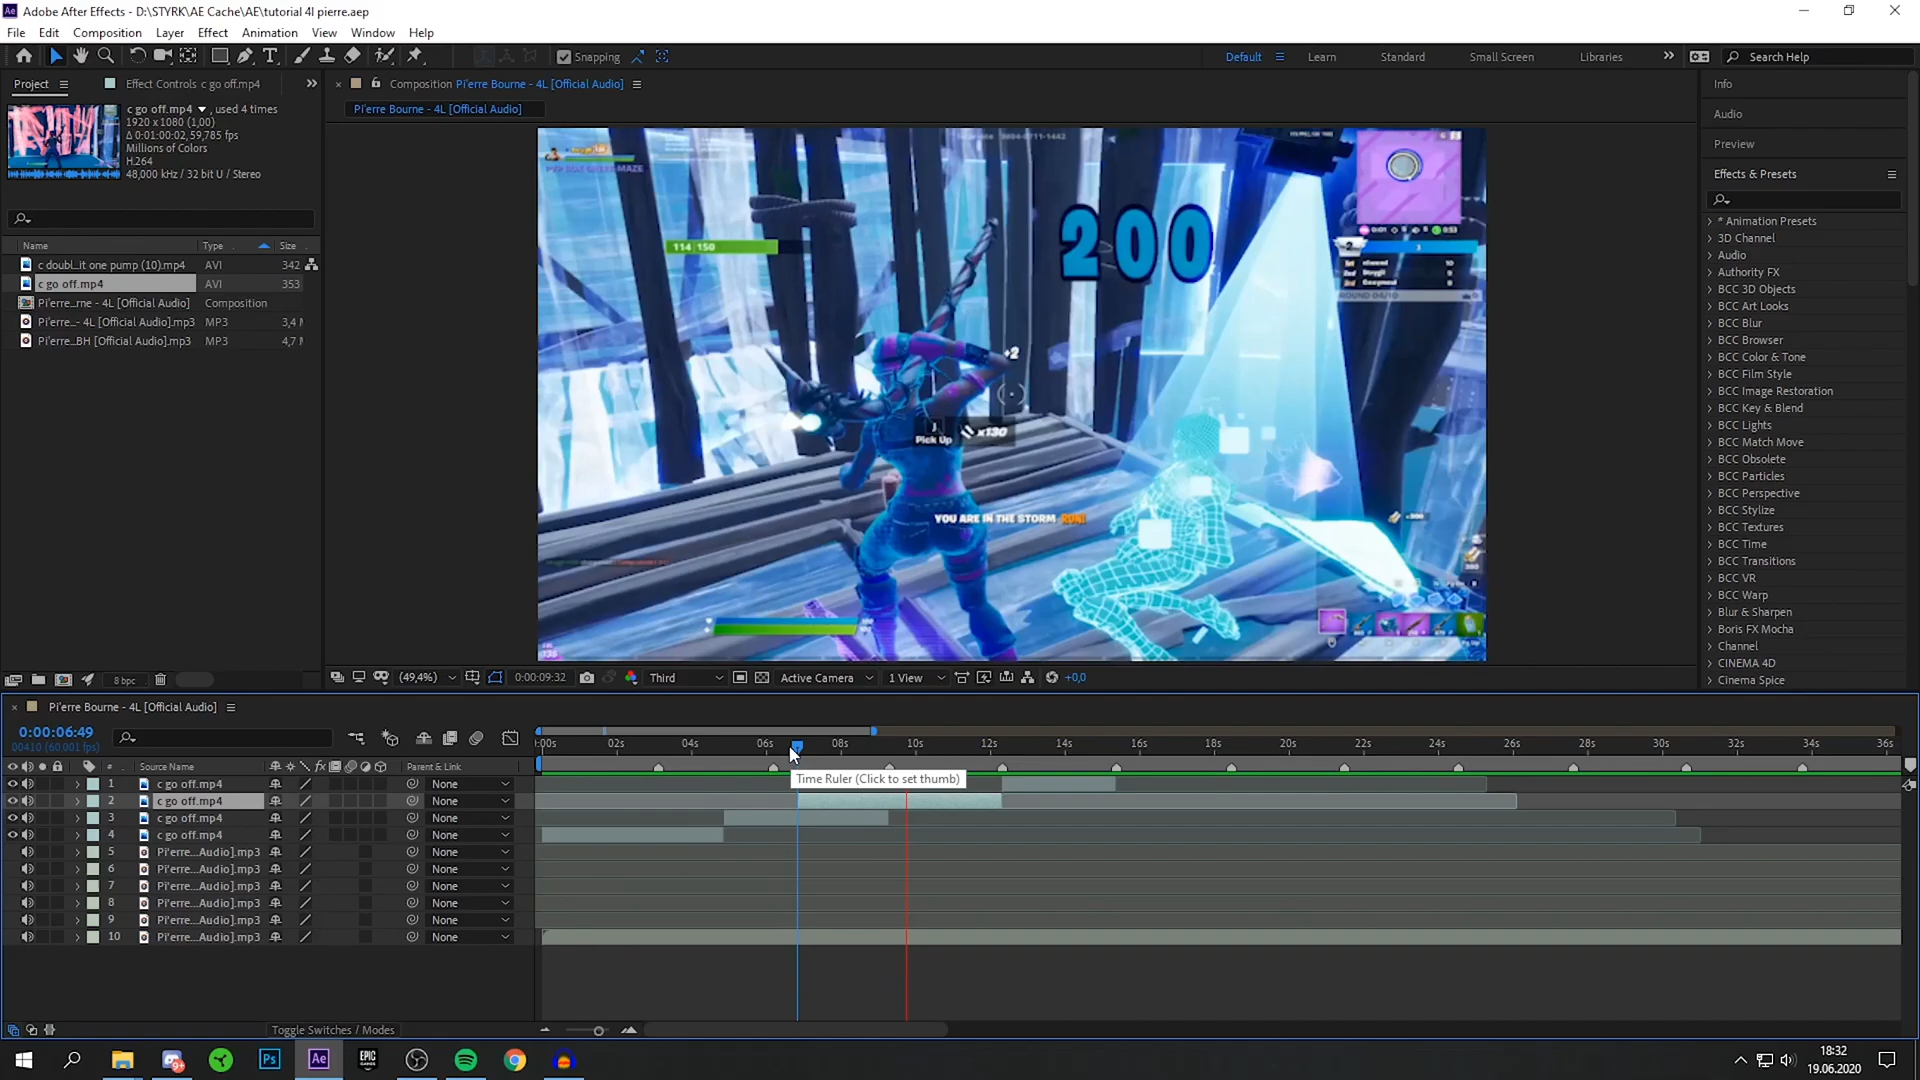 Adobe After Effects - D:\STYRK\AE Cache\AE\tutorial 4l pierre.aep
File Edit Composition Layer Effect Animation View Window Help
Snapping
Default Learn Standard Small Screen Libraries Search Help
Project Effect Controls c go off.mp4
Composition Pi'erre Bourne - 4L [Official Audio]
Pi'erre Bourne - 4L [Official Audio]
c go off.mp4 , used 4 times
1920 x 1080 (1,00)
Δ 0:01:00:02, 59,785 fps
Millions of Colors
H.264
48,000 kHz / 32 bit U / Stereo
Name Type Size
c doubl...it one pump (10).mp4 AVI 342
c go off.mp4 AVI 353
Pi'erre...rne - 4L [Official Audio] Composition
Pi'erre...- 4L [Official Audio].mp3 MP3 3,4 M
Pi'erre...BH [Official Audio].mp3 MP3 4,7 M
8 bpc
114 150
200
+2
Pick Up x130
YOU ARE IN THE STORM RUN!
(49,4%) 0:00:09:32 Third Active Camera 1 View +0,0
Info
Audio
Preview
Effects & Presets
* Animation Presets
3D Channel
Audio
Authority FX
BCC 3D Objects
BCC Art Looks
BCC Blur
BCC Browser
BCC Color & Tone
BCC Film Style
BCC Image Restoration
BCC Key & Blend
BCC Lights
BCC Match Move
BCC Obsolete
BCC Particles
BCC Perspective
BCC Stylize
BCC Textures
BCC Time
BCC Transitions
BCC VR
BCC Warp
Blur & Sharpen
Boris FX Mocha
Channel
CINEMA 4D
Cinema Spice
Pi'erre Bourne - 4L [Official Audio]
0:00:06:49
00410 (60.001 fps)
:00s 02s 04s 06s 08s 10s 12s 14s 16s 18s 20s 22s 24s 26s 28s 30s 32s 34s 36s
# Source Name fx Parent & Link
Time Ruler (Click to set thumb)
1 c go off.mp4 None
2 c go off.mp4 None
3 c go off.mp4 None
4 c go off.mp4 None
5 Pi'erre...Audio].mp3 None
6 Pi'erre...Audio].mp3 None
7 Pi'erre...Audio].mp3 None
8 Pi'erre...Audio].mp3 None
9 Pi'erre...Audio].mp3 None
10 Pi'erre...Audio].mp3 None
Toggle Switches / Modes
Ps Ae EPIC GAMES
18:32
19.06.2020